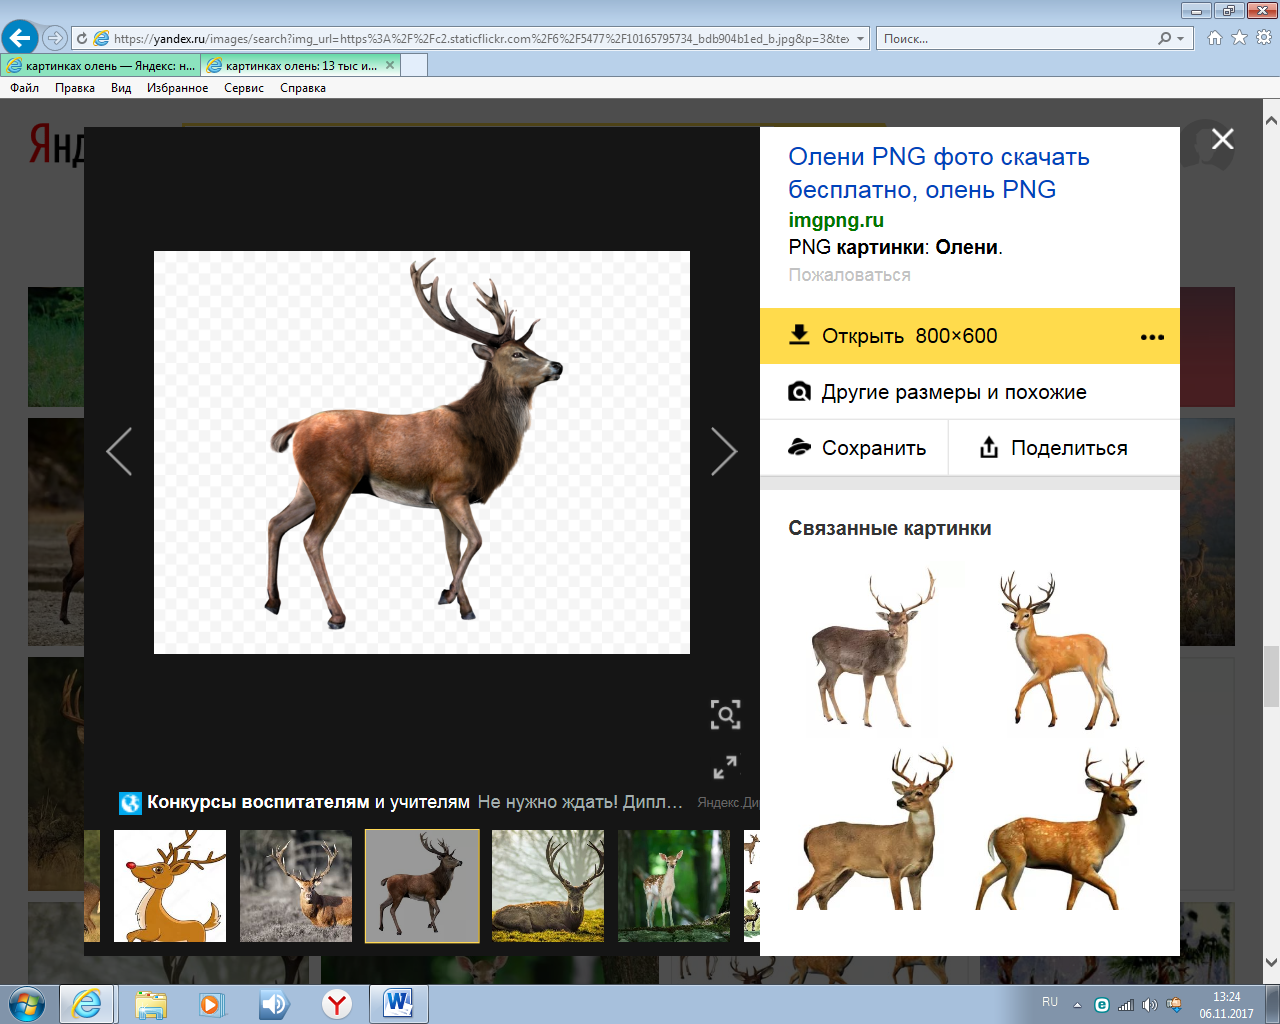 https://yandex.ru/images/search?img_url=https%3A%2F%2Fc2.staticflickr.com%2F6%2F5477%2F10165795734_bdb904b1ed_b.jpg&p=3&te
Поиск...
картинках олень — Яндекс: н...
картинках олень: 13 тыс и...
Файл Правка Вид Избранное Сервис Справка
Олени PNG фото скачать
бесплатно, олень PNG
imgpng.ru
PNG картинки: Олени.
Пожаловаться
Открыть 800×600
Другие размеры и похожие
Сохранить
Поделиться
Связанные картинки
Конкурсы воспитателям и учителям Не нужно ждать! Дипл... Яндекс.Ди
RU
13:24
06.11.2017